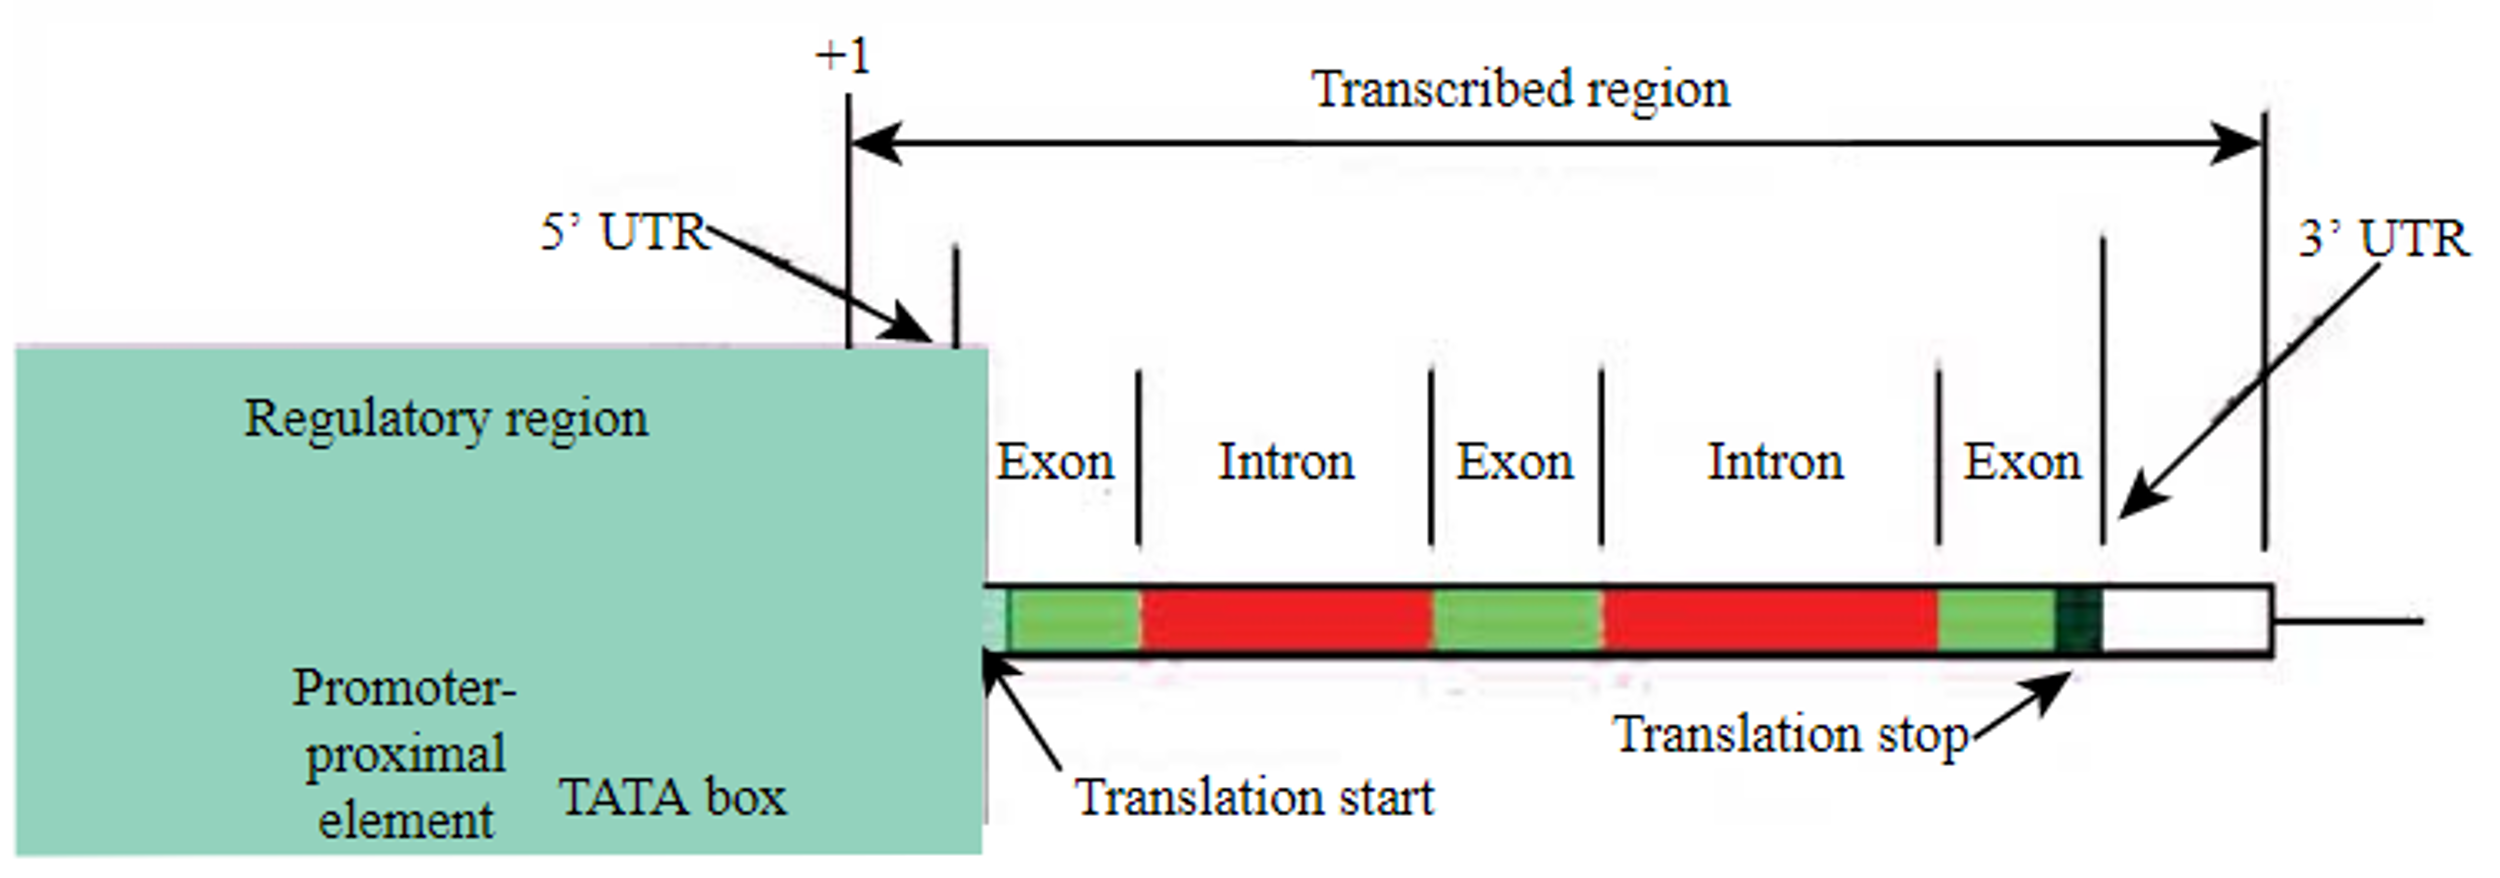 +1
Transcribed region
5’ UTR
3’ UTR
Regulatory region
Exon
Intron
Exon
Intron
Exon
Promoter-
proximal
element
TATA box
Translation start
Translation stop